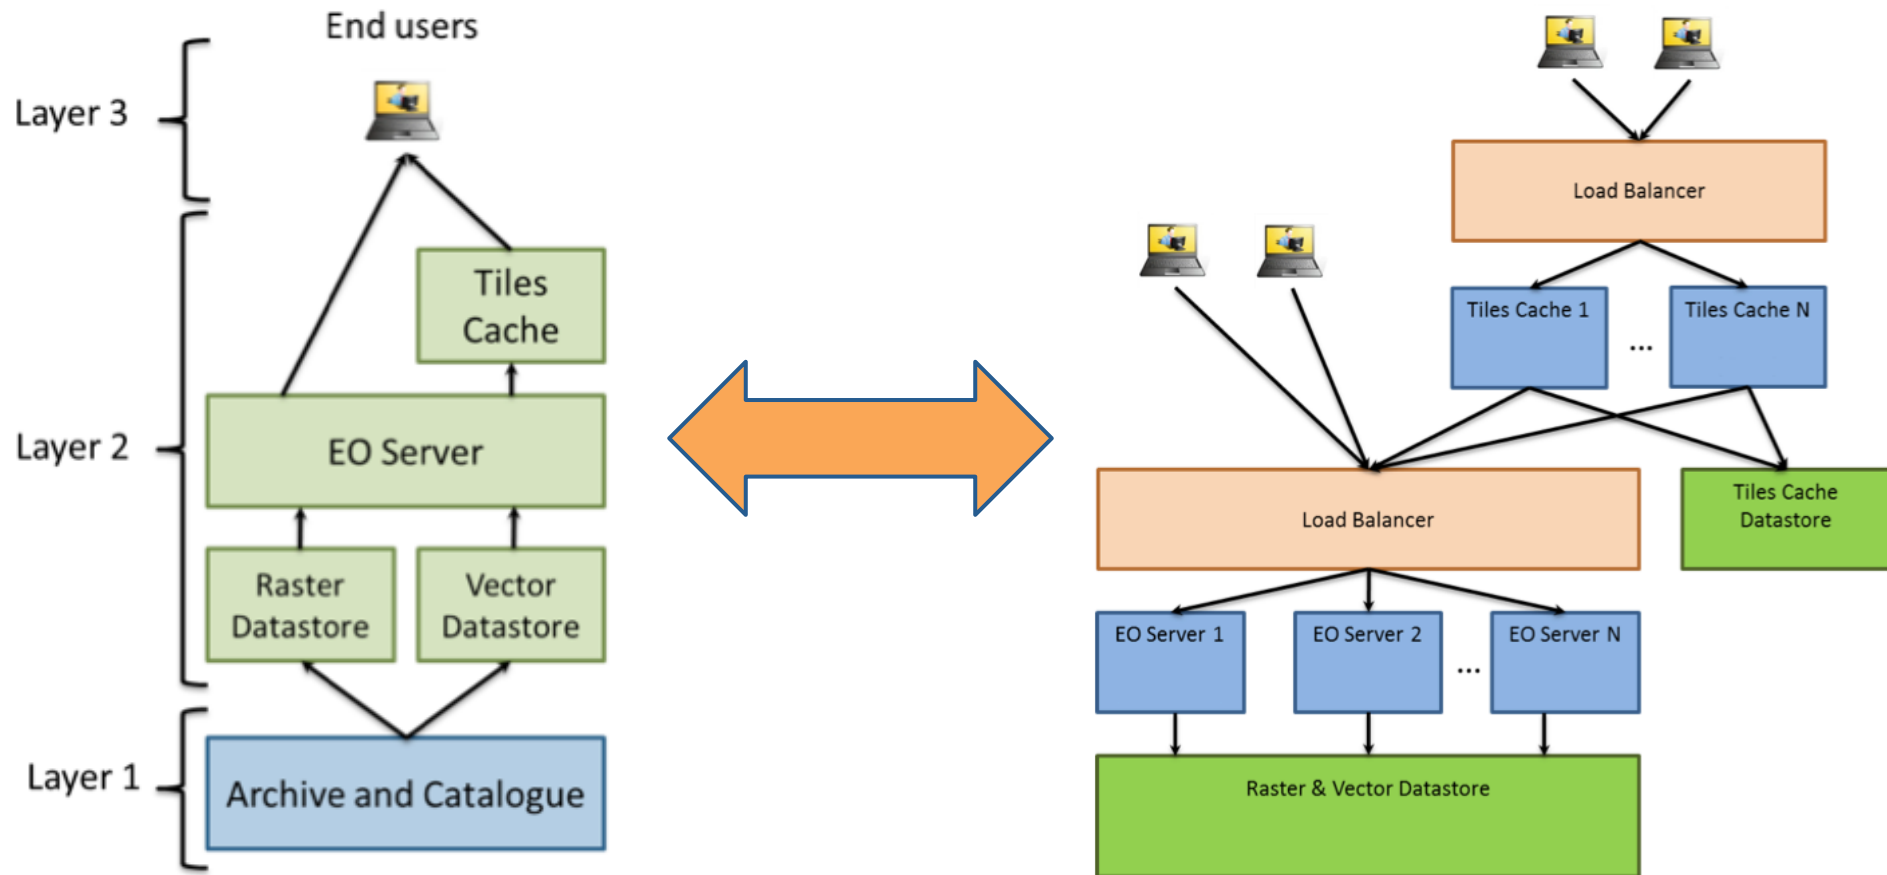 End users
Layer 3
Tiles
Cache
Layer 2
EO Server
Raster
Datastore
Vector
Datastore
Layer 1
Archive and Catalogue
Load Balancer
Tiles Cache 1
...
Tiles Cache N
Load Balancer
Tiles Cache
Datastore
EO Server 1
EO Server 2
...
EO Server N
Raster & Vector Datastore